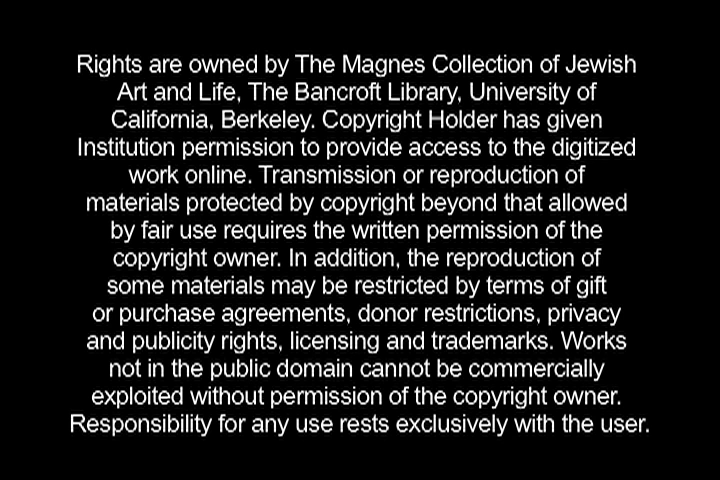 Rights are owned by The Magnes Collection of Jewish
Art and Life, The Bancroft Library, University of
California, Berkeley. Copyright Holder has given
Institution permission to provide access to the digitized
work online. Transmission or reproduction of
materials protected by copyright beyond that allowed
by fair use requires the written permission of the
copyright owner. In addition, the reproduction of
some materials may be restricted by terms of gift
or purchase agreements, donor restrictions, privacy
and publicity rights, licensing and trademarks. Works
not in the public domain cannot be commercially
exploited without permission of the copyright owner.
Responsibility for any use rests exclusively with the user.